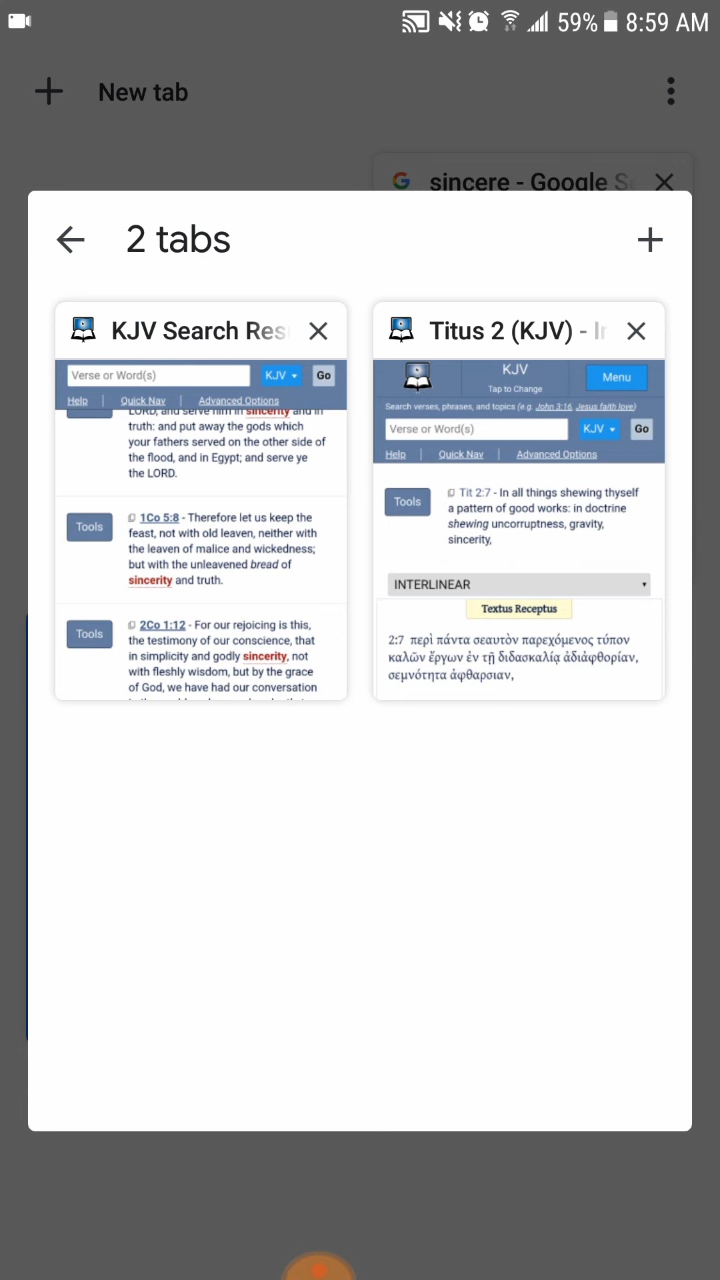 59% 8:59 AM
New tab
sincere - Google S
2 tabs
KJV Search Res
Verse or Word(s) KJV Go
Help | Quick Nav | Advanced Options
LORD, and serve him in sincerity and in
truth: and put away the gods which
your fathers served on the other side of
the flood, and in Egypt; and serve ye
the LORD.
Tools
1Co 5:8 - Therefore let us keep the
feast, not with old leaven, neither with
the leaven of malice and wickedness;
but with the unleavened bread of
sincerity and truth.
Tools
2Co 1:12 - For our rejoicing is this,
the testimony of our conscience, that
in simplicity and godly sincerity, not
with fleshly wisdom, but by the grace
of God, we have had our conversation
Titus 2 (KJV) - In
KJV
Tap to Change
Menu
Search verses, phrases, and topics (e.g. John 3:16, Jesus faith love)
Verse or Word(s) KJV Go
Help | Quick Nav | Advanced Options
Tools
Tit 2:7 - In all things shewing thyself
a pattern of good works: in doctrine
shewing uncorruptness, gravity,
sincerity,
INTERLINEAR
Textus Receptus
2:7 περὶ πάντα σεαυτὸν παρεχόμενος τύπον
καλῶν ἔργων ἐν τῇ διδασκαλίᾳ ἀδιάφθορίαν,
σεμνότητα ἀφθαρσιαν,